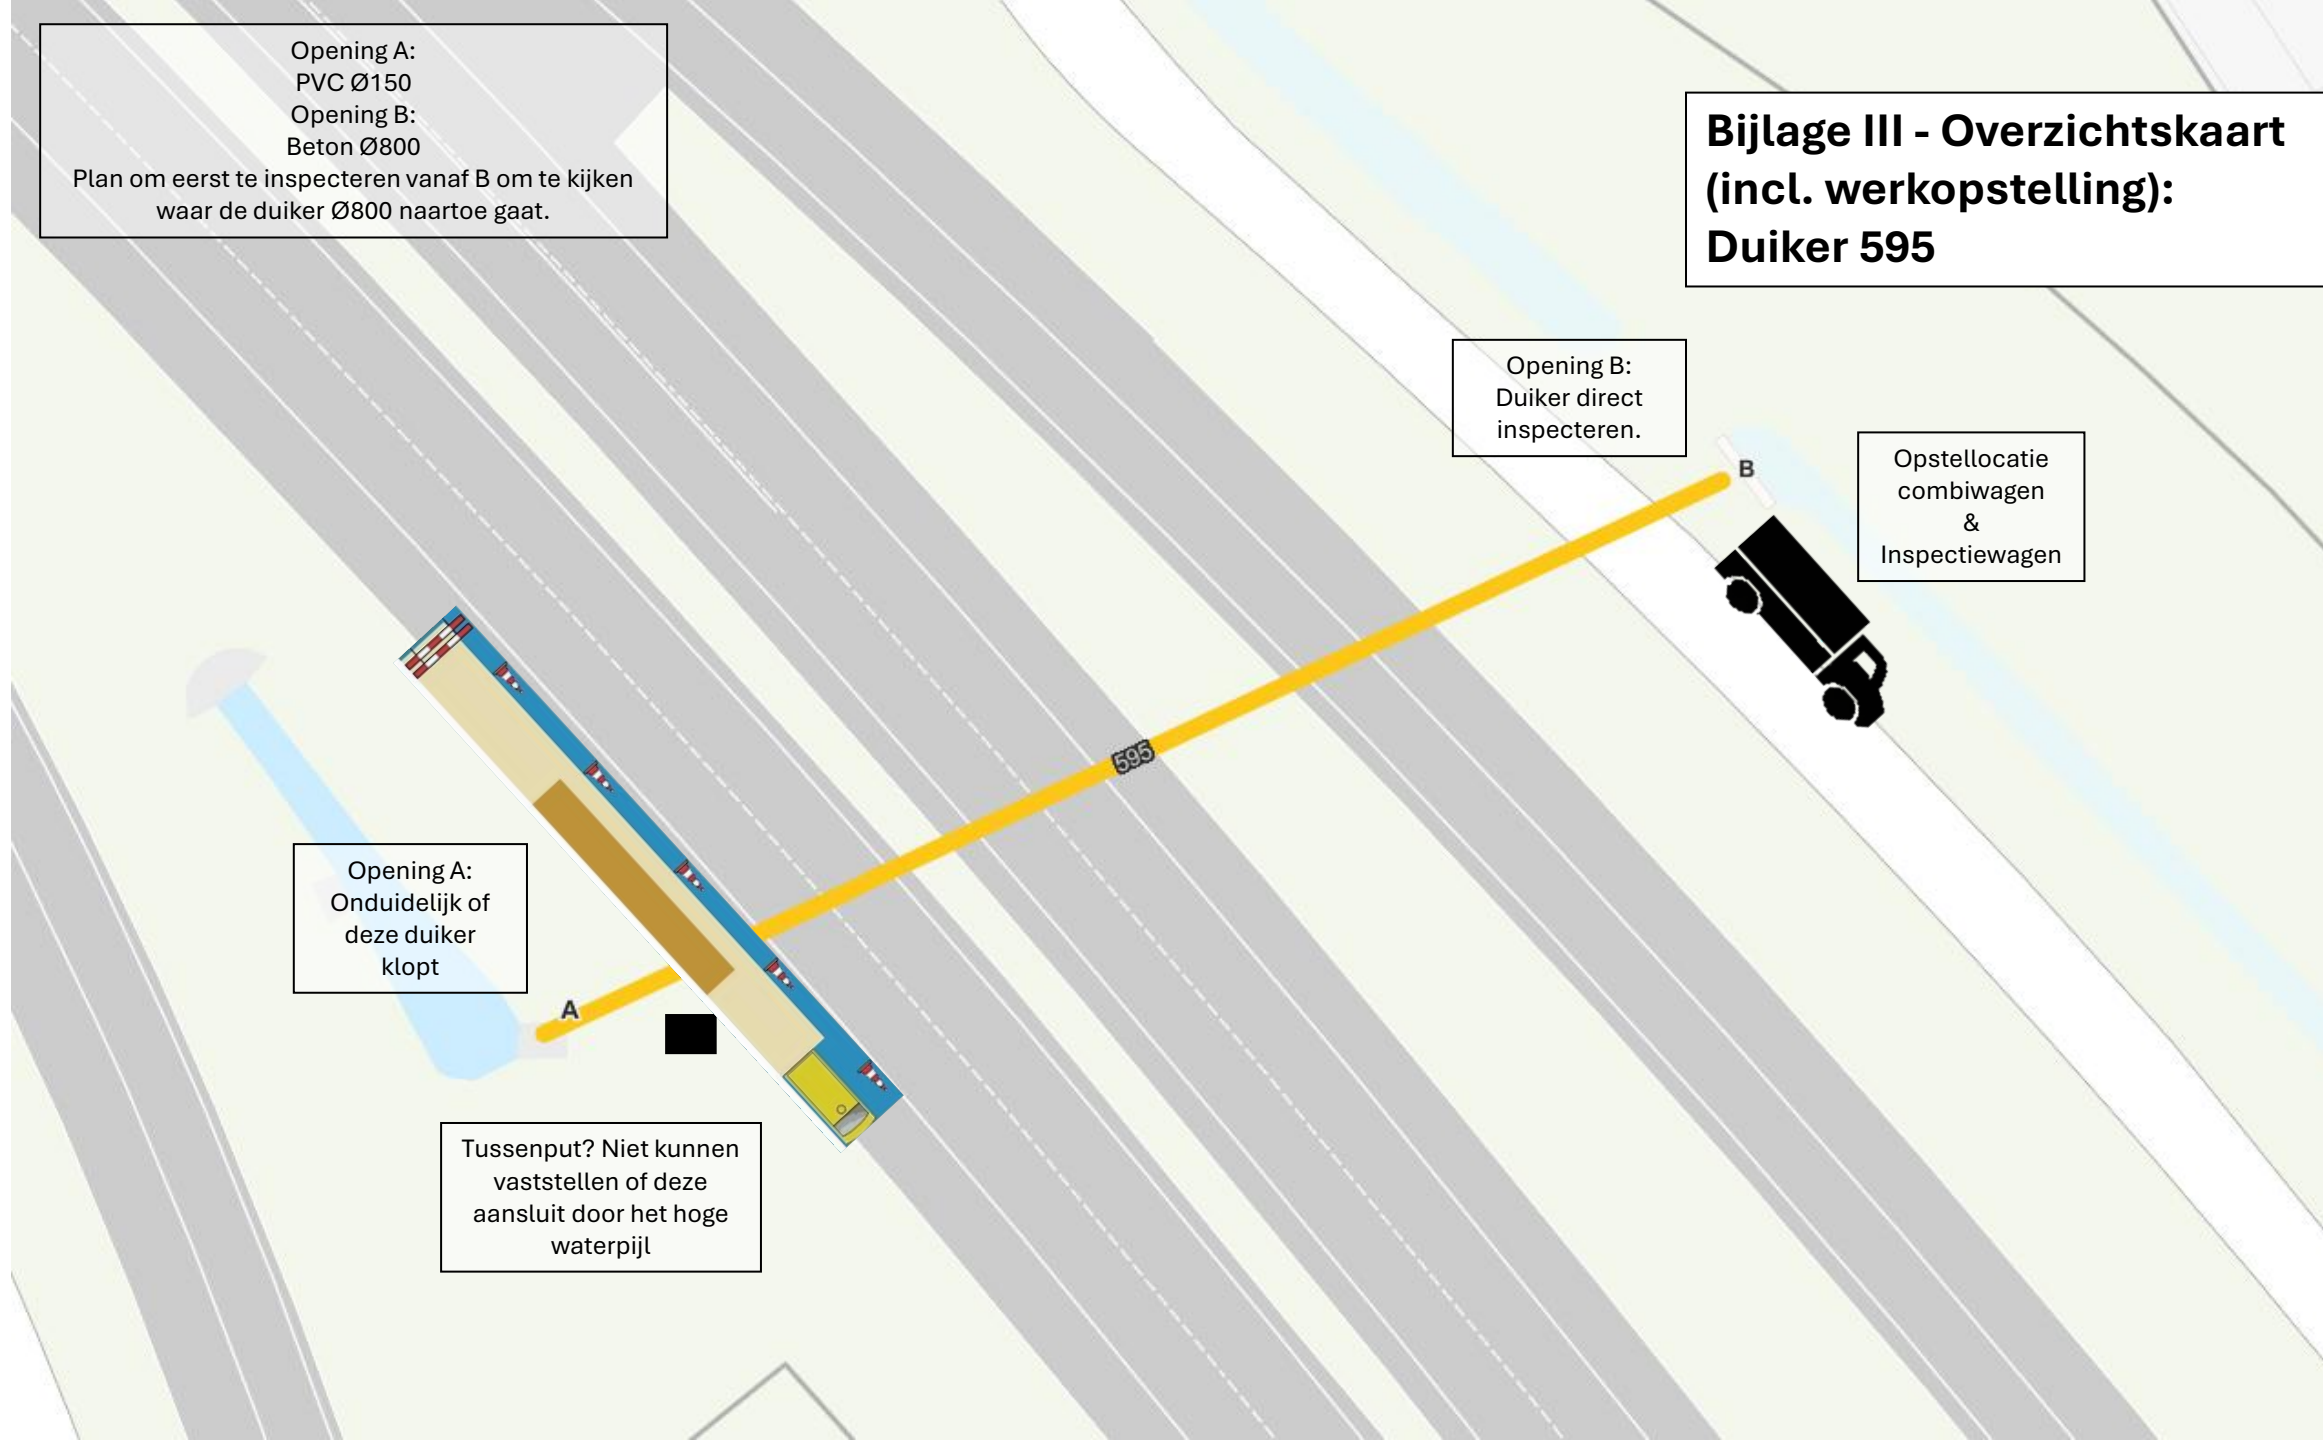 Opening A:
PVC Ø150
Opening B:
Beton Ø800
Plan om eerst te inspecteren vanaf B om te kijken
waar de duiker Ø800 naartoe gaat.
Bijlage III - Overzichtskaart
(incl. werkopstelling):
Duiker 595
Opening B:
Duiker direct
inspecteren.
B
Opstellocatie
combiwagen
&
Inspectiewagen
595
Opening A:
Onduidelijk of
deze duiker
klopt
A
Tussenput? Niet kunnen
vaststellen of deze
aansluit door het hoge
waterpijl